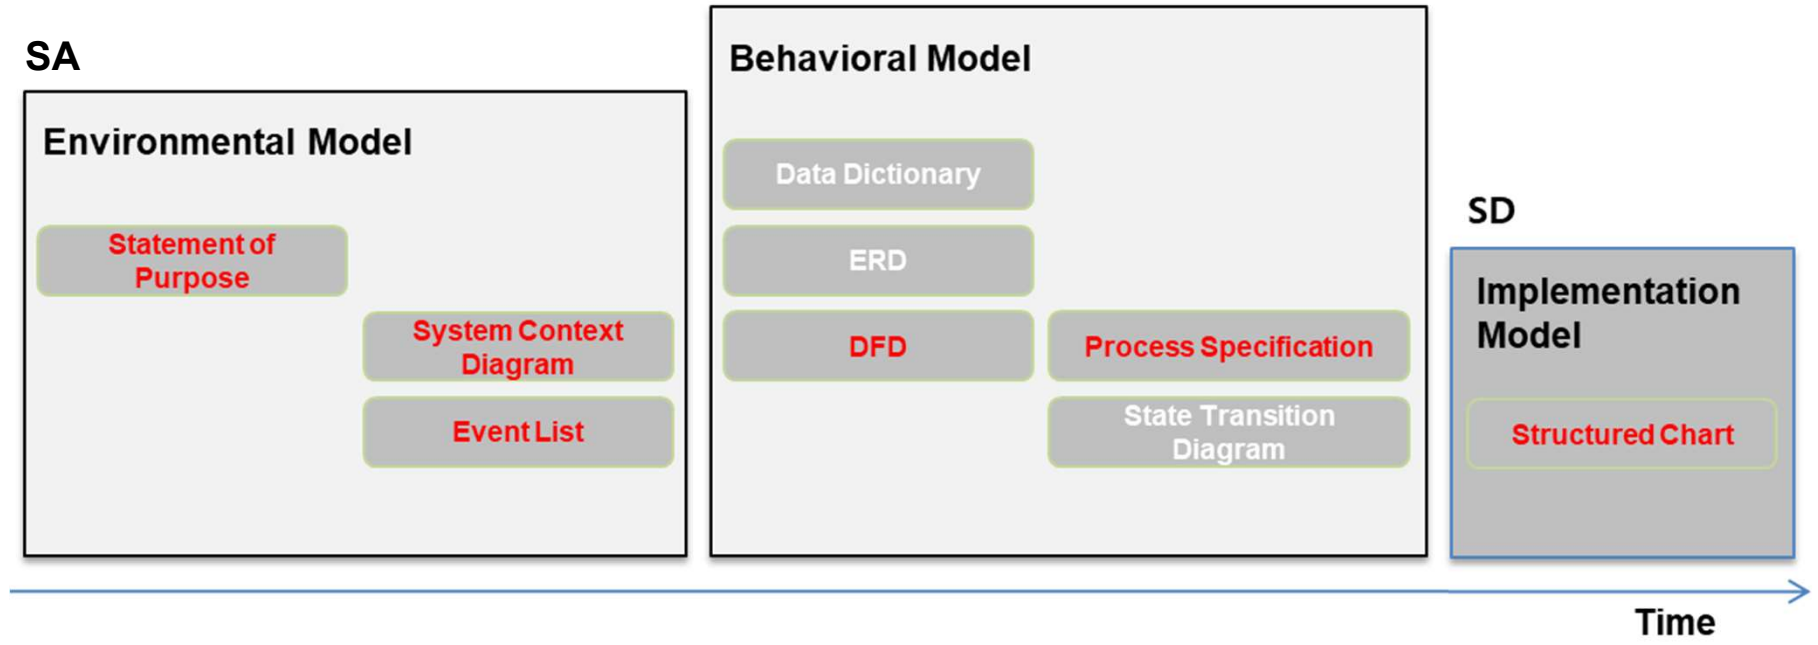 SA
Environmental Model
Statement of
Purpose
System Context
Diagram
Event List
Behavioral Model
Data Dictionary
ERD
DFD
Process Specification
State Transition
Diagram
SD
Implementation
Model
Structured Chart
Time